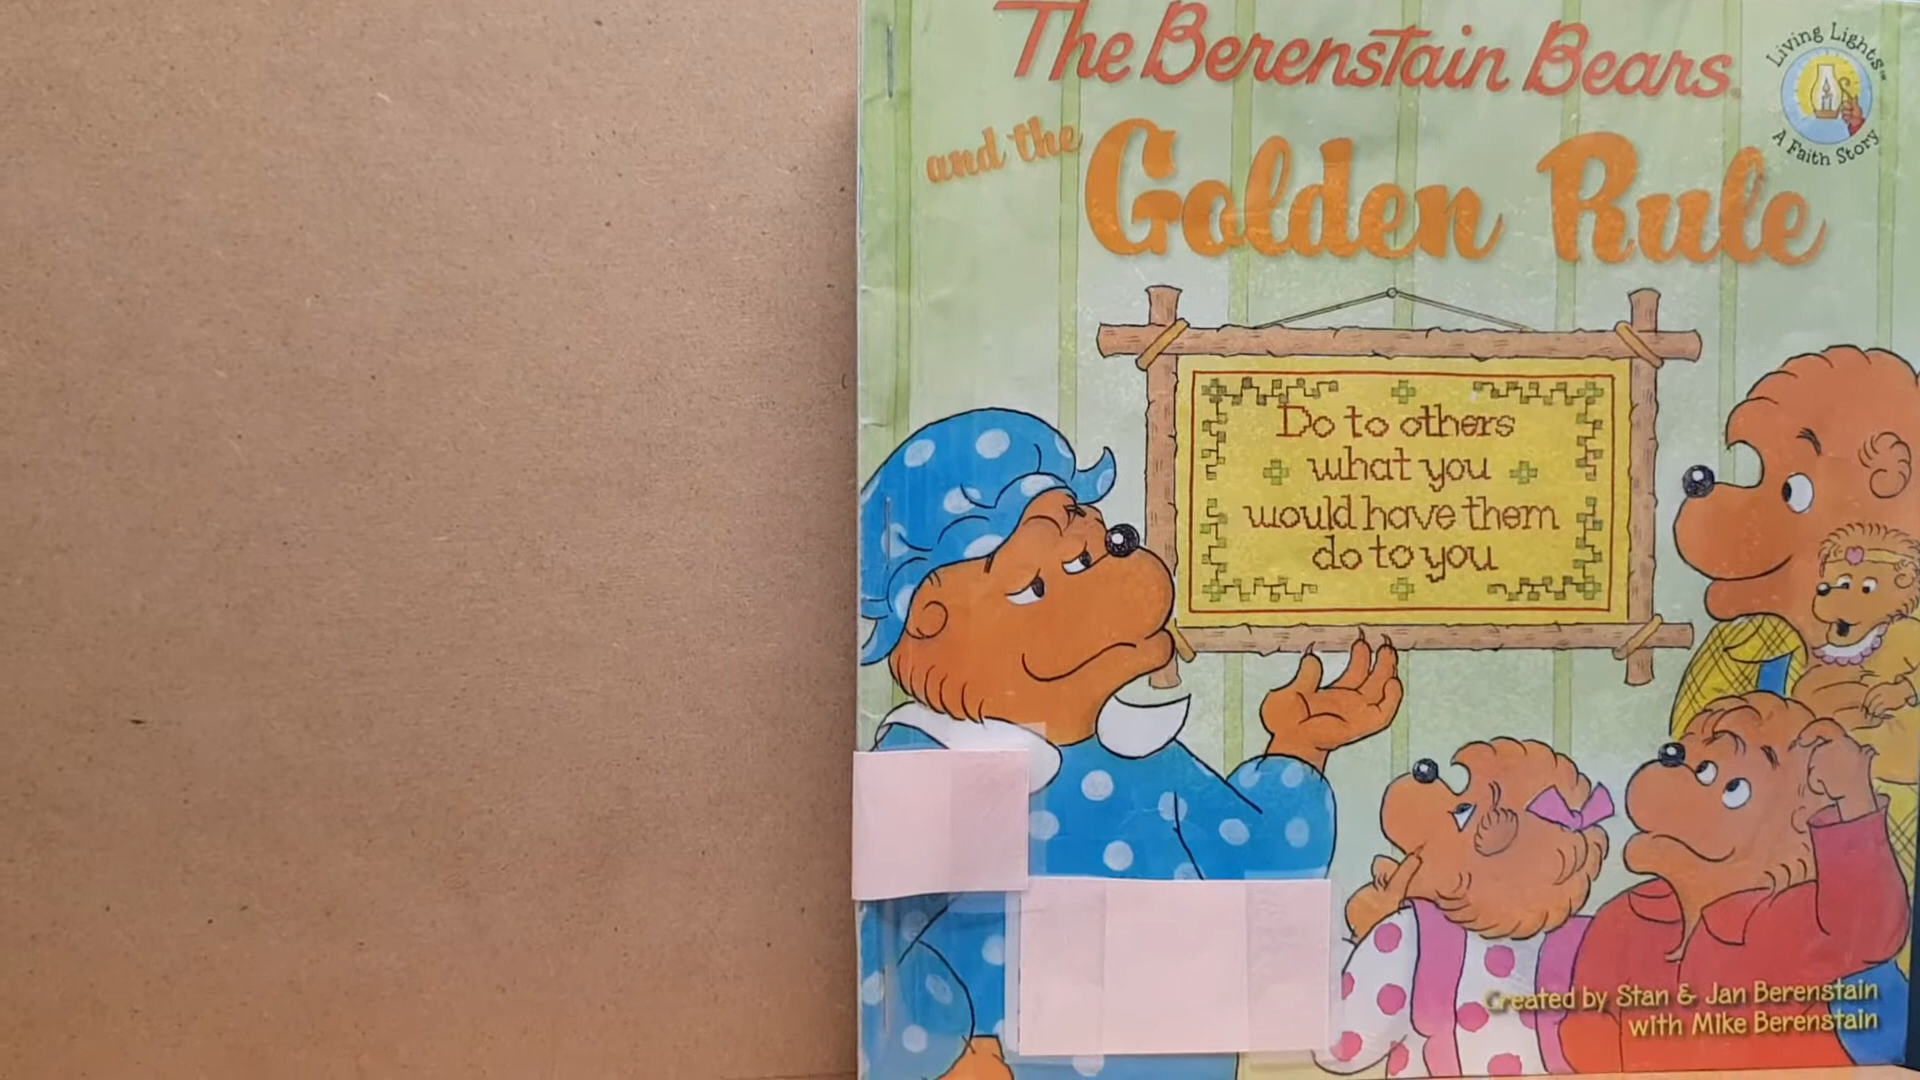 The Berenstain Bears
and the
Golden Rule
Living Lights™
A Faith Story
Do to others
what you
would have them
do to you
Created by Stan & Jan Berenstain
with Mike Berenstain